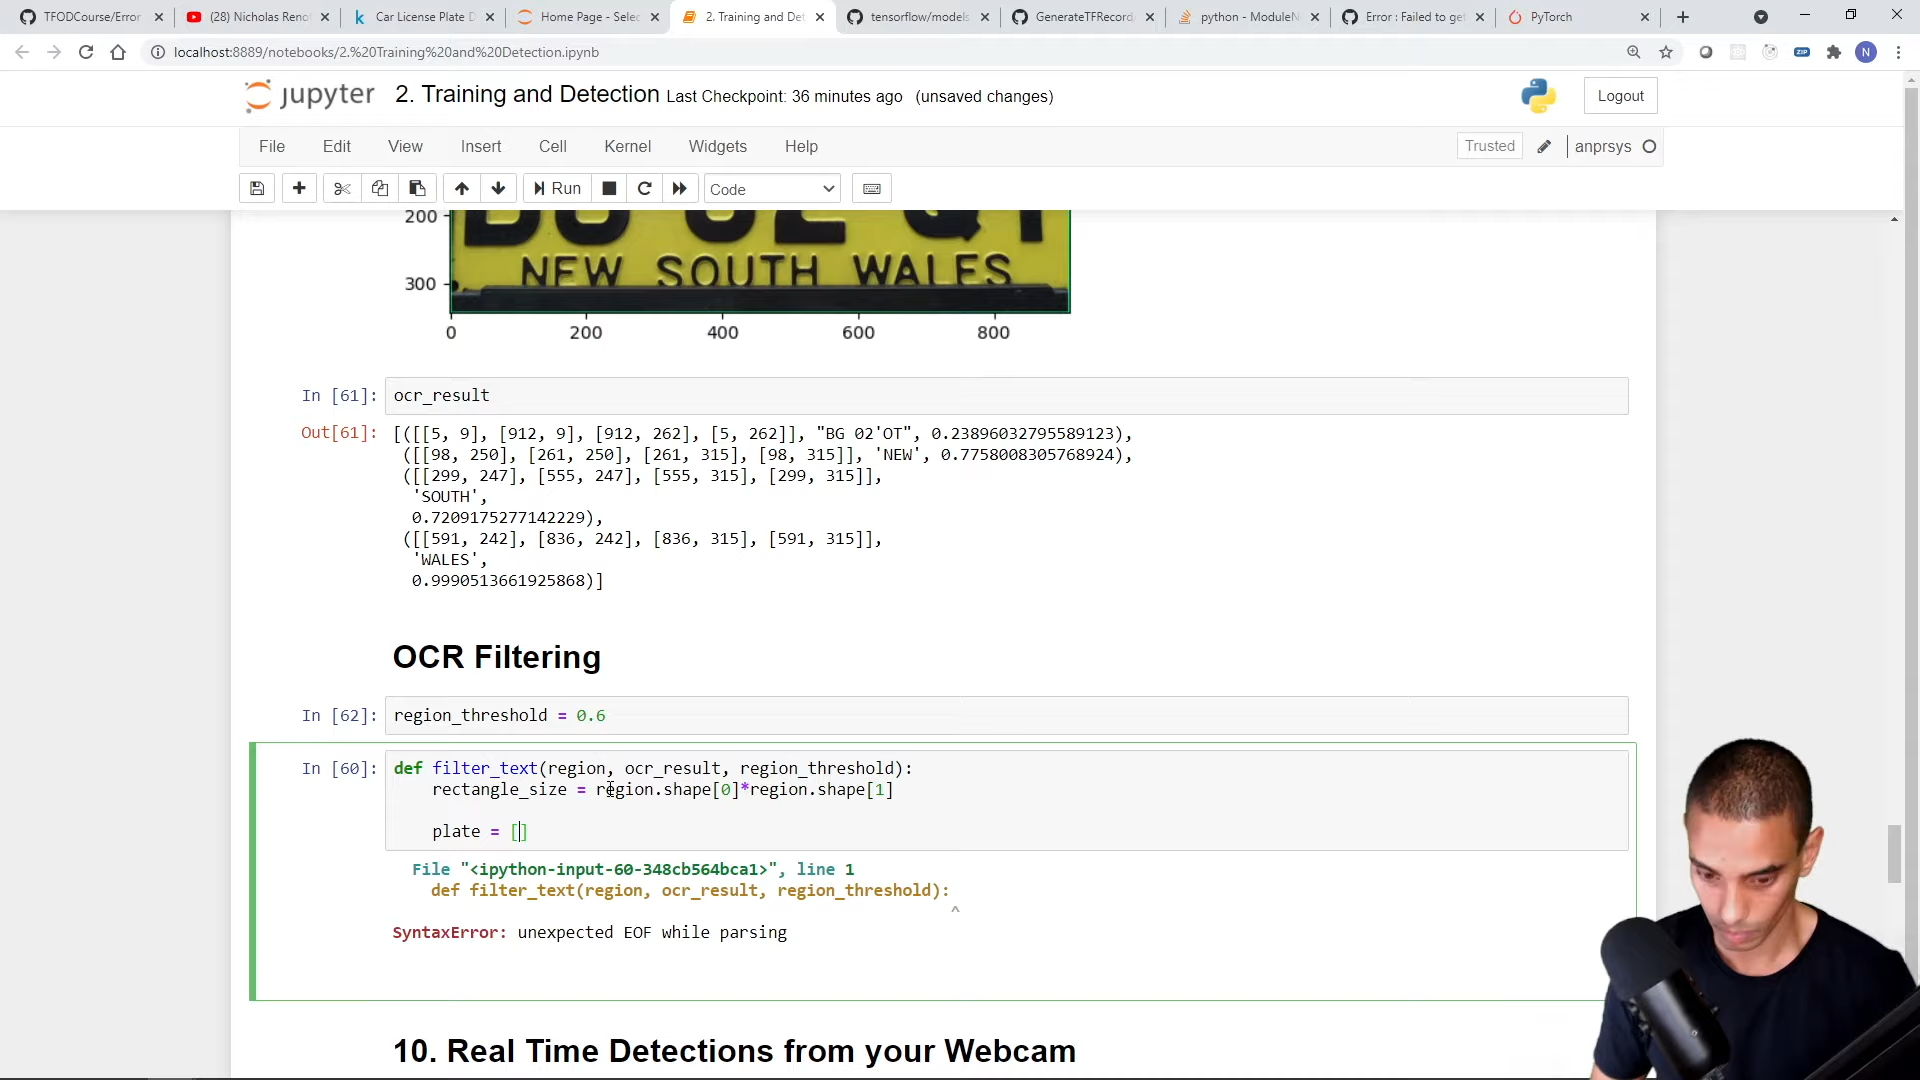 TFODCourse/Error
(28) Nicholas Reno
Car License Plate D
Home Page - Selec
2. Training and Det
tensorflow/models
GenerateTFRecord
python - ModuleN
Error : Failed to get
PyTorch
localhost:8889/notebooks/2.%20Training%20and%20Detection.ipynb
ZIP
N
jupyter 2. Training and Detection Last Checkpoint: 36 minutes ago (unsaved changes)
Logout
File Edit View Insert Cell Kernel Widgets Help
Trusted
anprsys
Run
Code
200
NEW SOUTH WALES
300
0 200 400 600 800
In [61]: ocr_result
Out[61]: [([[5, 9], [912, 9], [912, 262], [5, 262]], "BG 02'OT", 0.23896032795589123),
([[98, 250], [261, 250], [261, 315], [98, 315]], 'NEW', 0.7758008305768924),
([[299, 247], [555, 247], [555, 315], [299, 315]],
'SOUTH',
0.7209175277142229),
([[591, 242], [836, 242], [836, 315], [591, 315]],
'WALES',
0.9990513661925868)]
OCR Filtering
In [62]: region_threshold = 0.6
In [60]: def filter_text(region, ocr_result, region_threshold):
rectangle_size = region.shape[0]*region.shape[1]
plate = []
File "<ipython-input-60-348cb564bca1>", line 1
def filter_text(region, ocr_result, region_threshold):
^
SyntaxError: unexpected EOF while parsing
10. Real Time Detections from your Webcam